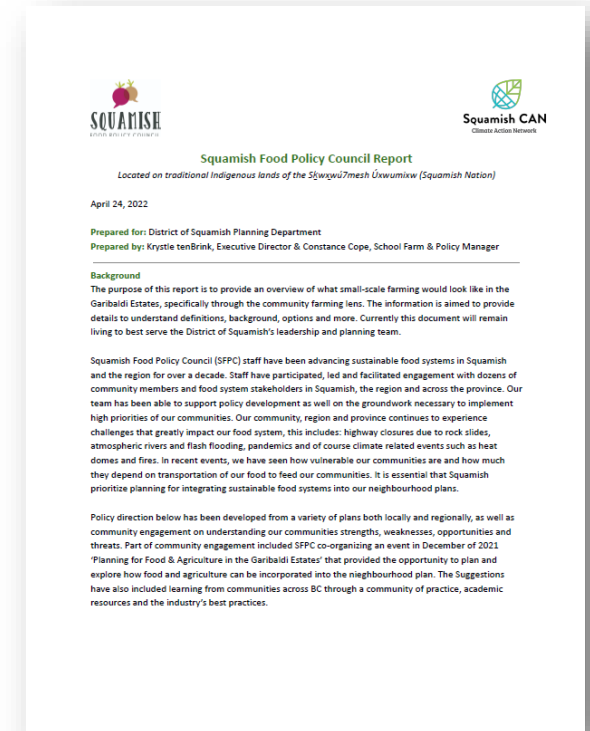 SQUAMISH
FOOD POLICY COUNCIL
Squamish CAN
Climate Action Network
Squamish Food Policy Council Report
Located on traditional Indigenous lands of the Sḵwx̱wú7mesh Úxwumixw (Squamish Nation)
April 24, 2022
Prepared for: District of Squamish Planning Department
Prepared by: Krystle tenBrink, Executive Director & Constance Cope, School Farm & Policy Manager
Background
The purpose of this report is to provide an overview of what small-scale farming would look like in the
Garibaldi Estates, specifically through the community farming lens. The information is aimed to provide
details to understand definitions, background, options and more. Currently this document will remain
living to best serve the District of Squamish's leadership and planning team.
Squamish Food Policy Council (SFPC) staff have been advancing sustainable food systems in Squamish
and the region for over a decade. Staff have participated, led and facilitated engagement with dozens of
community members and food system stakeholders in Squamish, the region and across the province. Our
team has been able to support policy development as well on the groundwork necessary to implement
high priorities of our communities. Our community, region and province continues to experience
challenges that greatly impact our food system, this includes: highway closures due to rock slides,
atmospheric rivers and flash flooding, pandemics and of course climate related events such as heat
domes and fires. In recent events, we have seen how vulnerable our communities are and how much
they depend on transportation of our food to feed our communities. It is essential that Squamish
prioritize planning for integrating sustainable food systems into our neighbourhood plans.
Policy direction below has been developed from a variety of plans both locally and regionally, as well as
community engagement on understanding our communities strengths, weaknesses, opportunities and
threats. Part of community engagement included SFPC co-organizing an event in December of 2021
'Planning for Food & Agriculture in the Garibaldi Estates' that provided the opportunity to plan and
explore how food and agriculture can be incorporated into the nieghbourhood plan. The Suggestions
have also included learning from communities across BC through a community of practice, academic
resources and the industry's best practices.